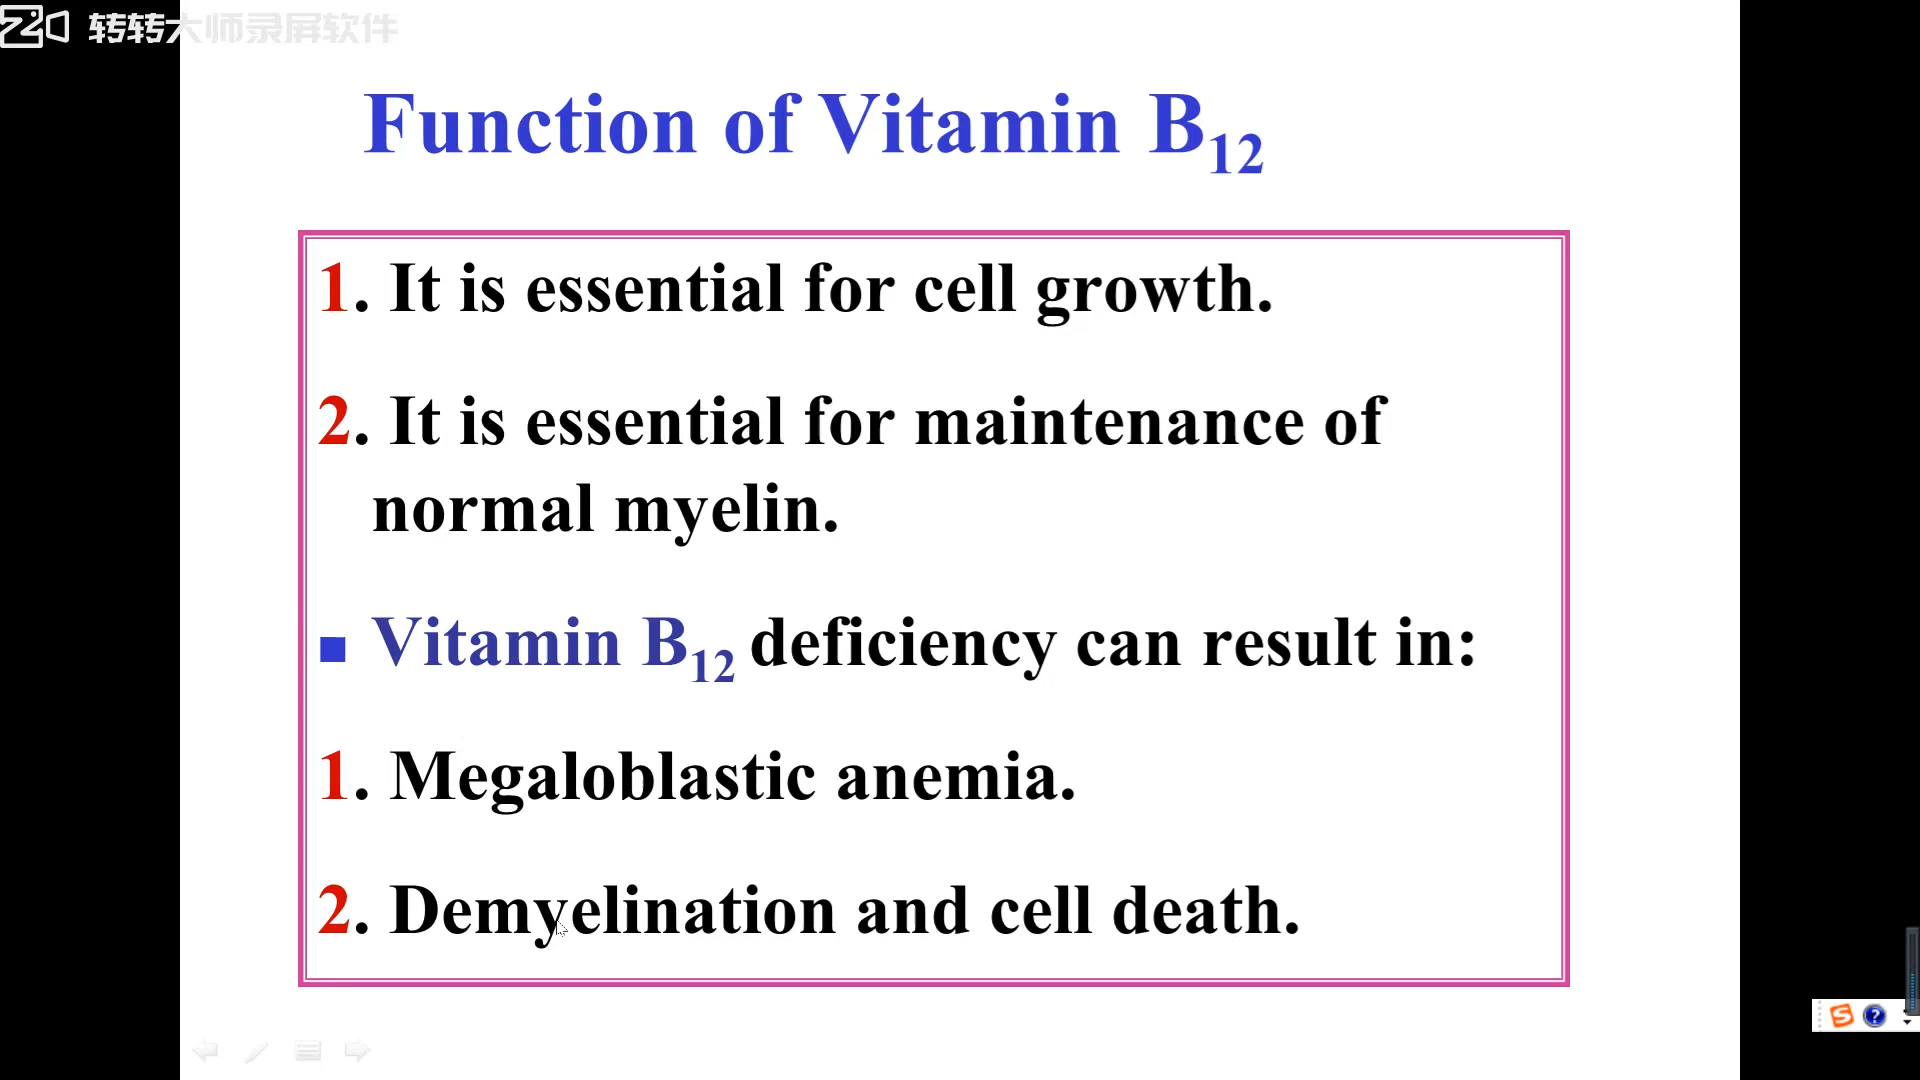 转转大师录屏软件
Function of Vitamin B₁₂
1. It is essential for cell growth.
2. It is essential for maintenance of
normal myelin.
■ Vitamin B₁₂ deficiency can result in:
1. Megaloblastic anemia.
2. Demyelination and cell death.